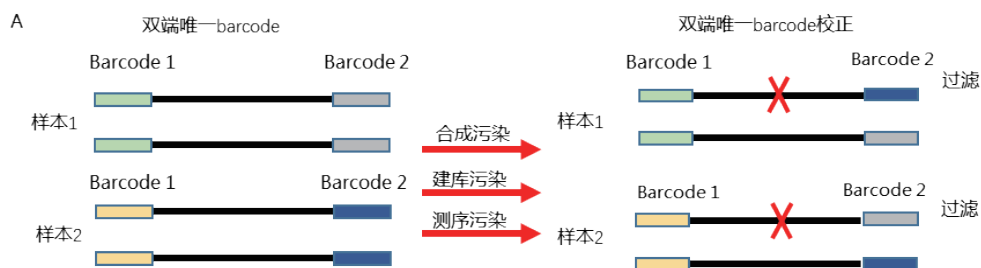 A
双端唯一barcode
Barcode 1
Barcode 2
样本1
Barcode 1
Barcode 2
样本2
合成污染
建库污染
测序污染
双端唯一barcode校正
Barcode 1
Barcode 2
过滤
样本1
Barcode 1
Barcode 2
过滤
样本2